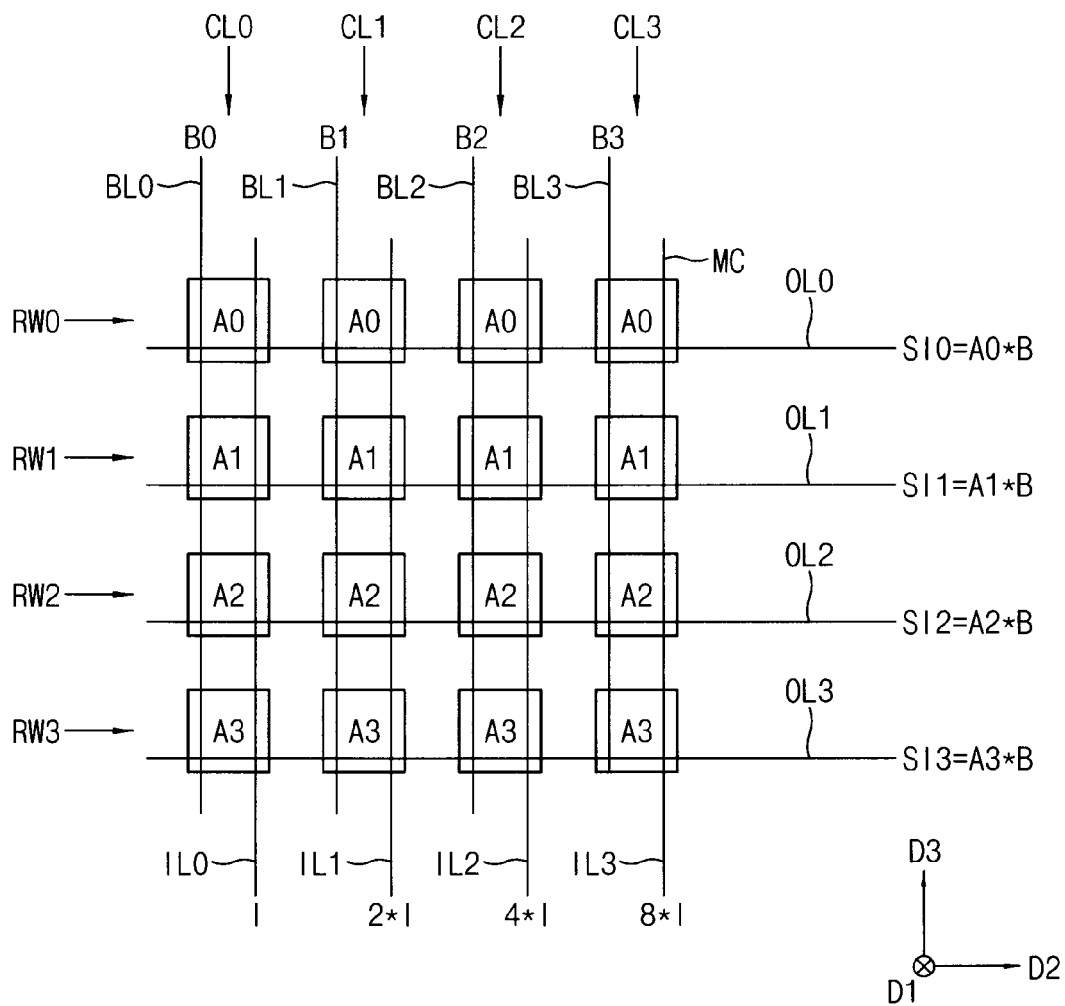 CL0 CL1 CL2 CL3
B0 B1 B2 B3
BL0 BL1 BL2 BL3
MC
OL0
RW0 A0 A0 A0 A0
SI0=A0*B
OL1
RW1 A1 A1 A1 A1
SI1=A1*B
OL2
RW2 A2 A2 A2 A2
SI2=A2*B
OL3
RW3 A3 A3 A3 A3
SI3=A3*B
IL0 IL1 IL2 IL3
I 2*I 4*I 8*I
D3
D2
D1